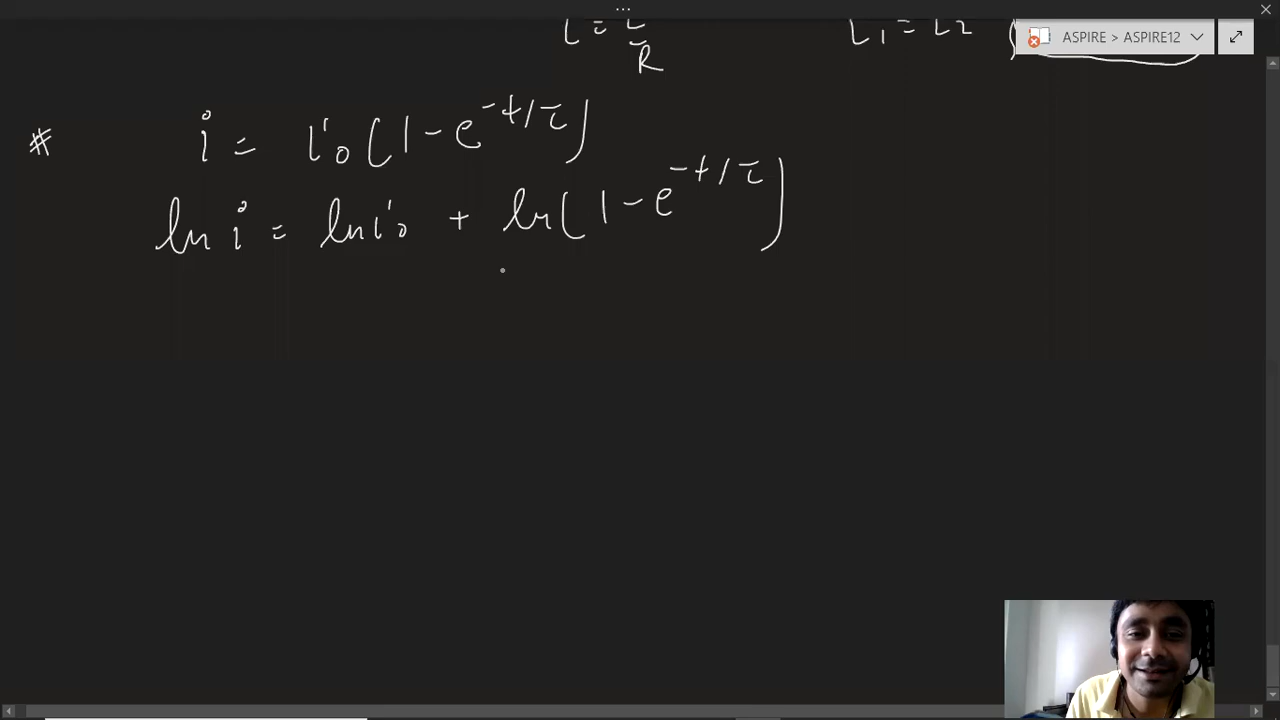 ASPIRE > ASPIRE12
# i = i₀(1-e^{-t/τ})
ln i = ln i₀ + ln(1-e^{-t/τ})